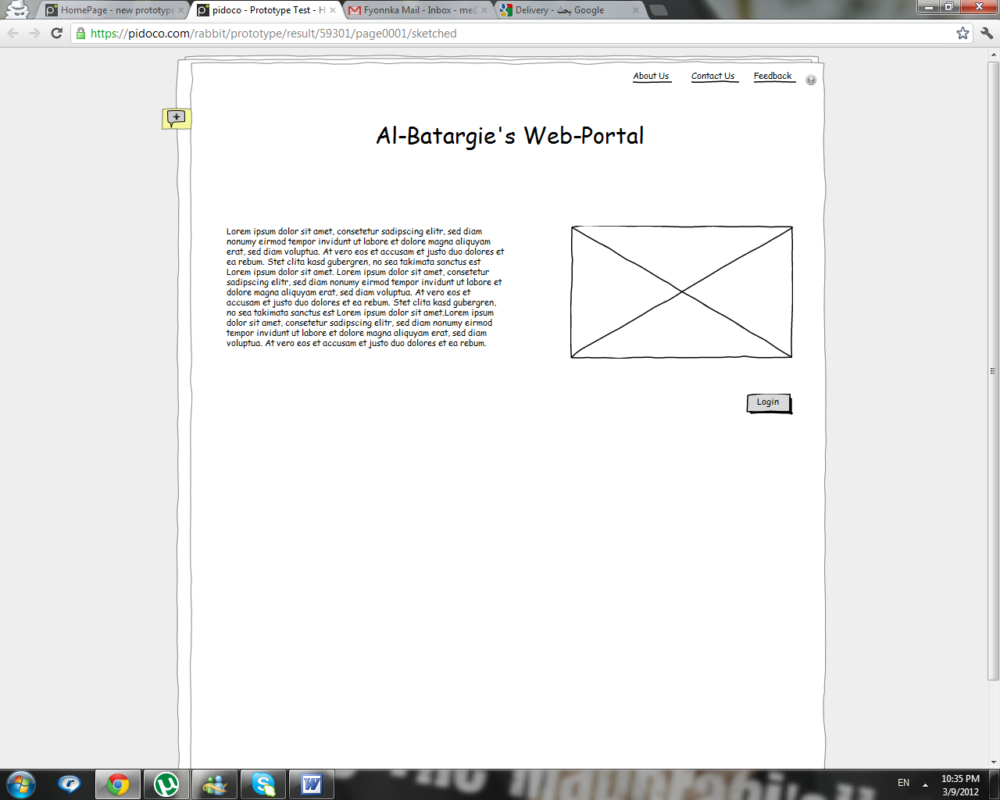 HomePage - new prototype
pidoco - Prototype Test - H
Fyonnka Mail - Inbox - me@
Delivery - بحث Google
https://pidoco.com/rabbit/prototype/result/59301/page0001/sketched
About Us
Contact Us
Feedback
?
+
Al-Batargie's Web-Portal
Lorem ipsum dolor sit amet, consetetur sadipscing elitr, sed diam
nonumy eirmod tempor invidunt ut labore et dolore magna aliquyam
erat, sed diam voluptua. At vero eos et accusam et justo duo dolores et
ea rebum. Stet clita kasd gubergren, no sea takimata sanctus est
Lorem ipsum dolor sit amet. Lorem ipsum dolor sit amet, consetetur
sadipscing elitr, sed diam nonumy eirmod tempor invidunt ut labore et
dolore magna aliquyam erat, sed diam voluptua. At vero eos et
accusam et justo duo dolores et ea rebum. Stet clita kasd gubergren,
no sea takimata sanctus est Lorem ipsum dolor sit amet.Lorem ipsum
dolor sit amet, consetetur sadipscing elitr, sed diam nonumy eirmod
tempor invidunt ut labore et dolore magna aliquyam erat, sed diam
voluptua. At vero eos et accusam et justo duo dolores et ea rebum.
Login
EN
10:35 PM
3/9/2012